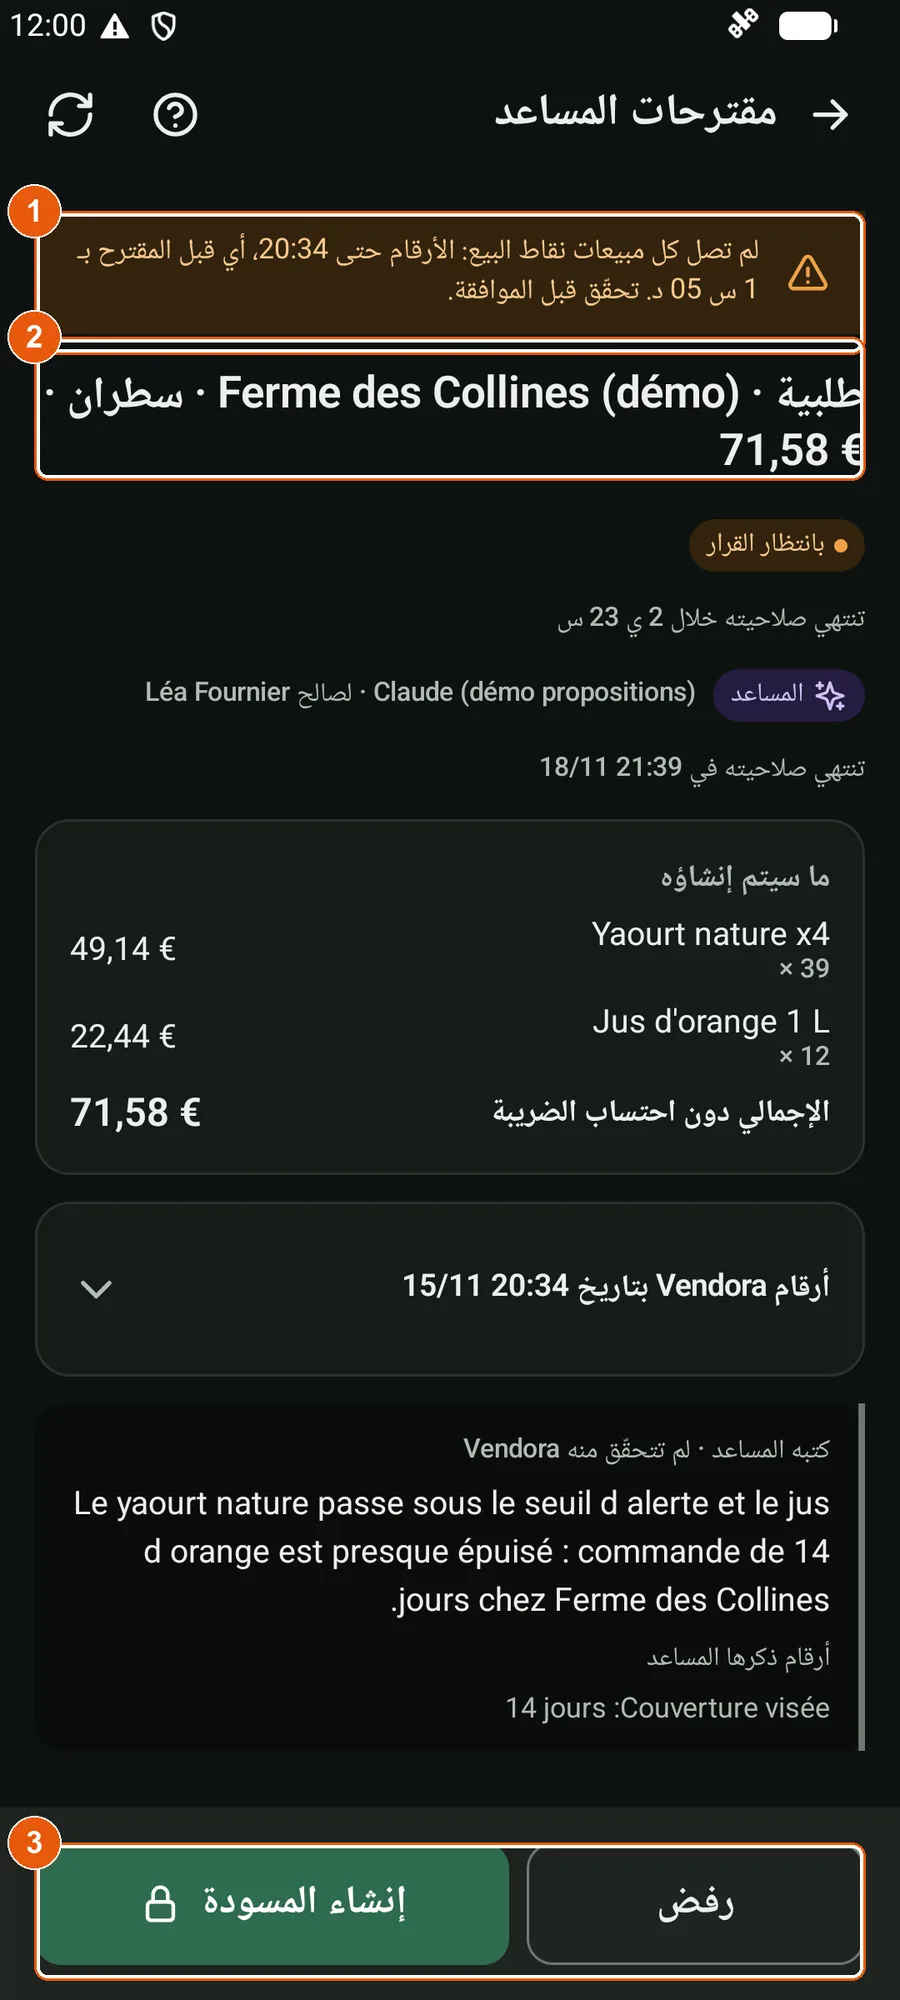 12:00
مقترحات المساعد
1
لم تصل كل مبيعات نقاط البيع: الأرقام حتى 20:34، أي قبل المقترح بـ
1 س 05 د. تحقّق قبل الموافقة.
2
طلبية · Ferme des Collines (démo) · سطران ·
71,58 €
بانتظار القرار
تنتهي صلاحيته خلال 2 ي 23 س
المساعد
Claude (démo propositions) · لصالح Léa Fournier
تنتهي صلاحيته في 18/11 21:39
ما سيتم إنشاؤه
Yaourt nature x4
49,14 €
× 39
Jus d'orange 1 L
22,44 €
× 12
الإجمالي دون احتساب الضريبة
71,58 €
أرقام Vendora بتاريخ 15/11 20:34
كتبه المساعد · لم تتحقّق منه Vendora
Le yaourt nature passe sous le seuil d alerte et le jus
d orange est presque épuisé : commande de 14
jours chez Ferme des Collines.
أرقام ذكرها المساعد
Couverture visée: 14 jours
3
رفض
إنشاء المسودة